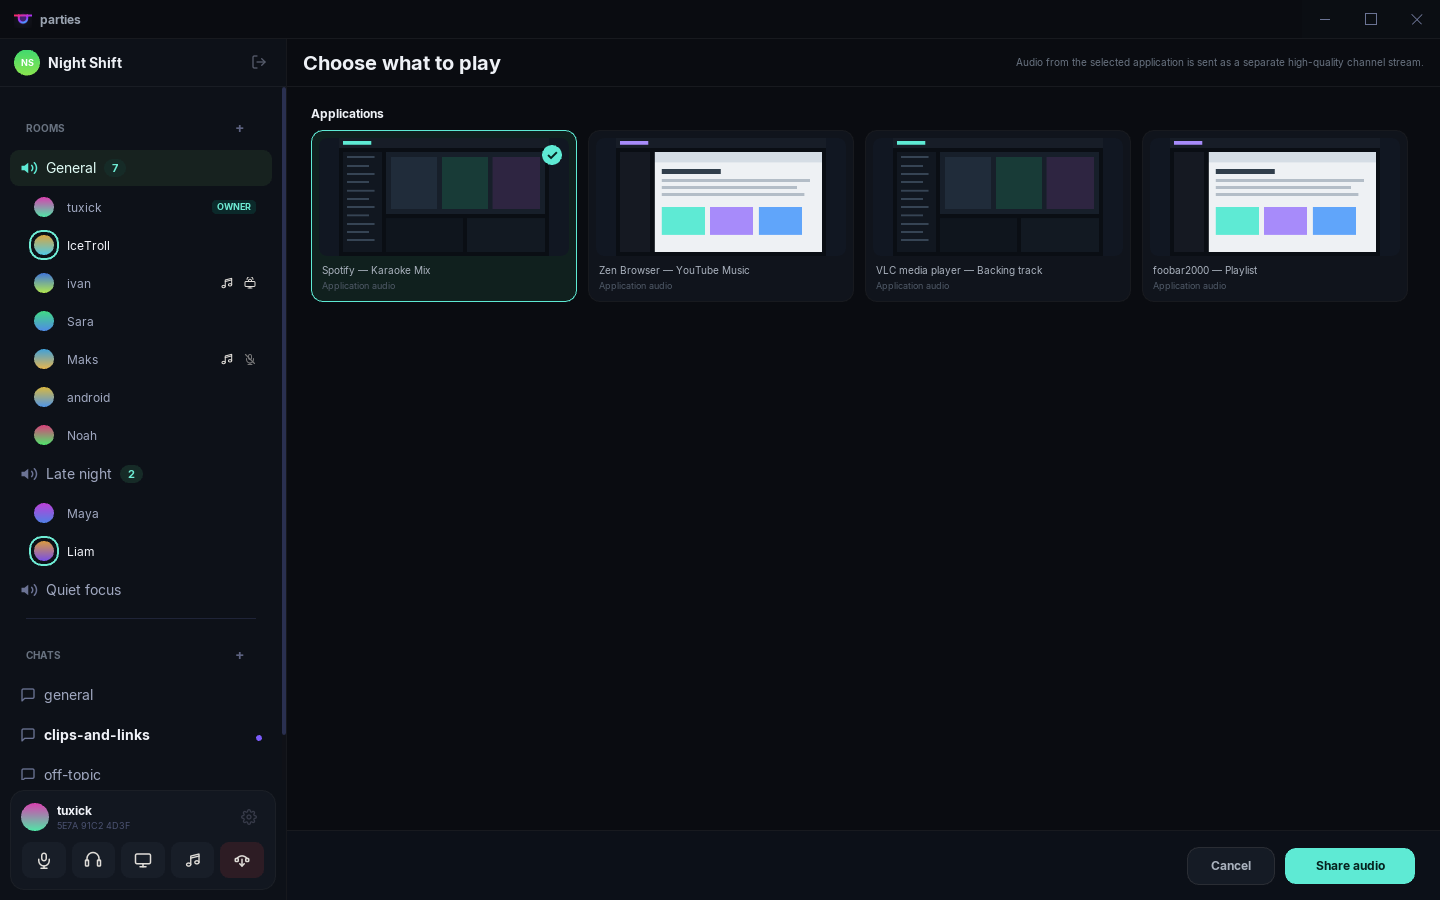 parties
NS
Night Shift
Choose what to play
Audio from the selected application is sent as a separate high-quality channel stream.
ROOMS
+
General 7
tuxick OWNER
IceTroll
ivan
Sara
Maks
android
Noah
Late night 2
Maya
Liam
Quiet focus
CHATS
+
general
clips-and-links
off-topic
tuxick
5E7A 91C2 4D3F
Applications
Spotify — Karaoke Mix
Application audio
Zen Browser — YouTube Music
Application audio
VLC media player — Backing track
Application audio
foobar2000 — Playlist
Application audio
Cancel
Share audio